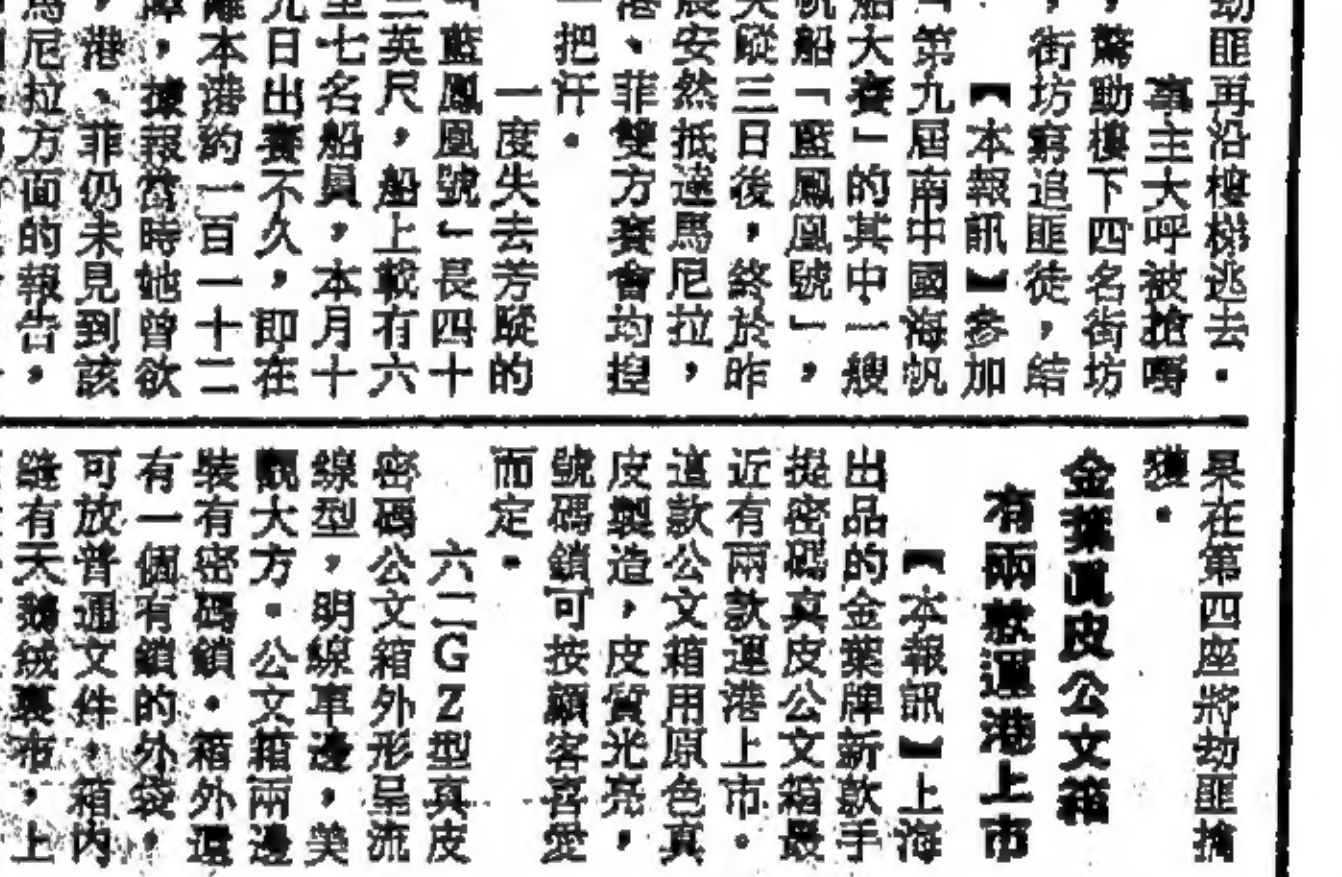 劫匪再沿樓梯逃去。
事主大呼被搶嘢
，驚動樓下四名街坊
，街坊窮追匪徒，結
【本報訊】參加
「第九屆南中國海帆
船大賽」的其中一艘
帆船「藍鳳凰號」，
失蹤三日後，終於昨
晨安然抵達馬尼拉，
港、菲雙方賽會均揑
一把汗。
一度失去芳蹤的
「藍鳳凰號」長四十
三英尺，船上載有六
至七名船員，本月十
九日出賽不久，即在
離本港約一百一十二
障，據報當時她曾欲
，港、菲仍未見到該
馬尼拉方面的報告，
果在第四座將劫匪擒
獲。
金葉眞皮公文箱
有兩款運港上市
【本報訊】上海
出品的金葉牌新款手
提密碼真皮公文箱最
近有兩款運港上市。
這款公文箱用原色真
皮製造，皮質光亮，
號碼鎖可按顧客喜愛
而定。
六二GZ型真皮
密碼公文箱外形呈流
線型，明線車邊，美
觀大方。公文箱兩邊
裝有密碼鎖。箱外還
有一個有鎖的外袋，
可放普通文件。箱內
縫有天鵝絨裏布，上